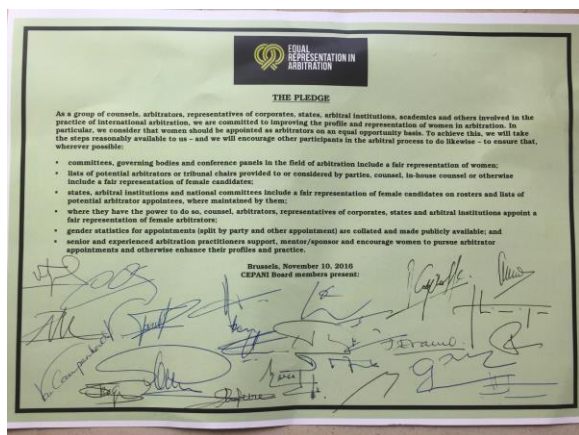 EQUAL
REPRESENTATION IN
ARBITRATION
THE PLEDGE
As a group of counsels, arbitrators, representatives of corporates, states, arbitral institutions, academics and others involved in the
practice of international arbitration, we are committed to improving the profile and representation of women in arbitration. In
particular, we consider that women should be appointed as arbitrators on an equal opportunity basis. To achieve this, we will take
the steps reasonably available to us – and we will encourage other participants in the arbitral process to do likewise – to ensure that,
wherever possible:
• committees, governing bodies and conference panels in the field of arbitration include a fair representation of women;
• lists of potential arbitrators or tribunal chairs provided to or considered by parties, counsel, in-house counsel or otherwise
include a fair representation of female candidates;
• states, arbitral institutions and national committees include a fair representation of female candidates on rosters and lists of
potential arbitrator appointees, where maintained by them;
• where they have the power to do so, counsel, arbitrators, representatives of corporates, states and arbitral institutions appoint a
fair representation of female arbitrators;
• gender statistics for appointments (split by party and other appointment) are collated and made publicly available; and
• senior and experienced arbitration practitioners support, mentor/sponsor and encourage women to pursue arbitrator
appointments and otherwise enhance their profiles and practice.
Brussels, November 10, 2016
CEPANI Board members present: